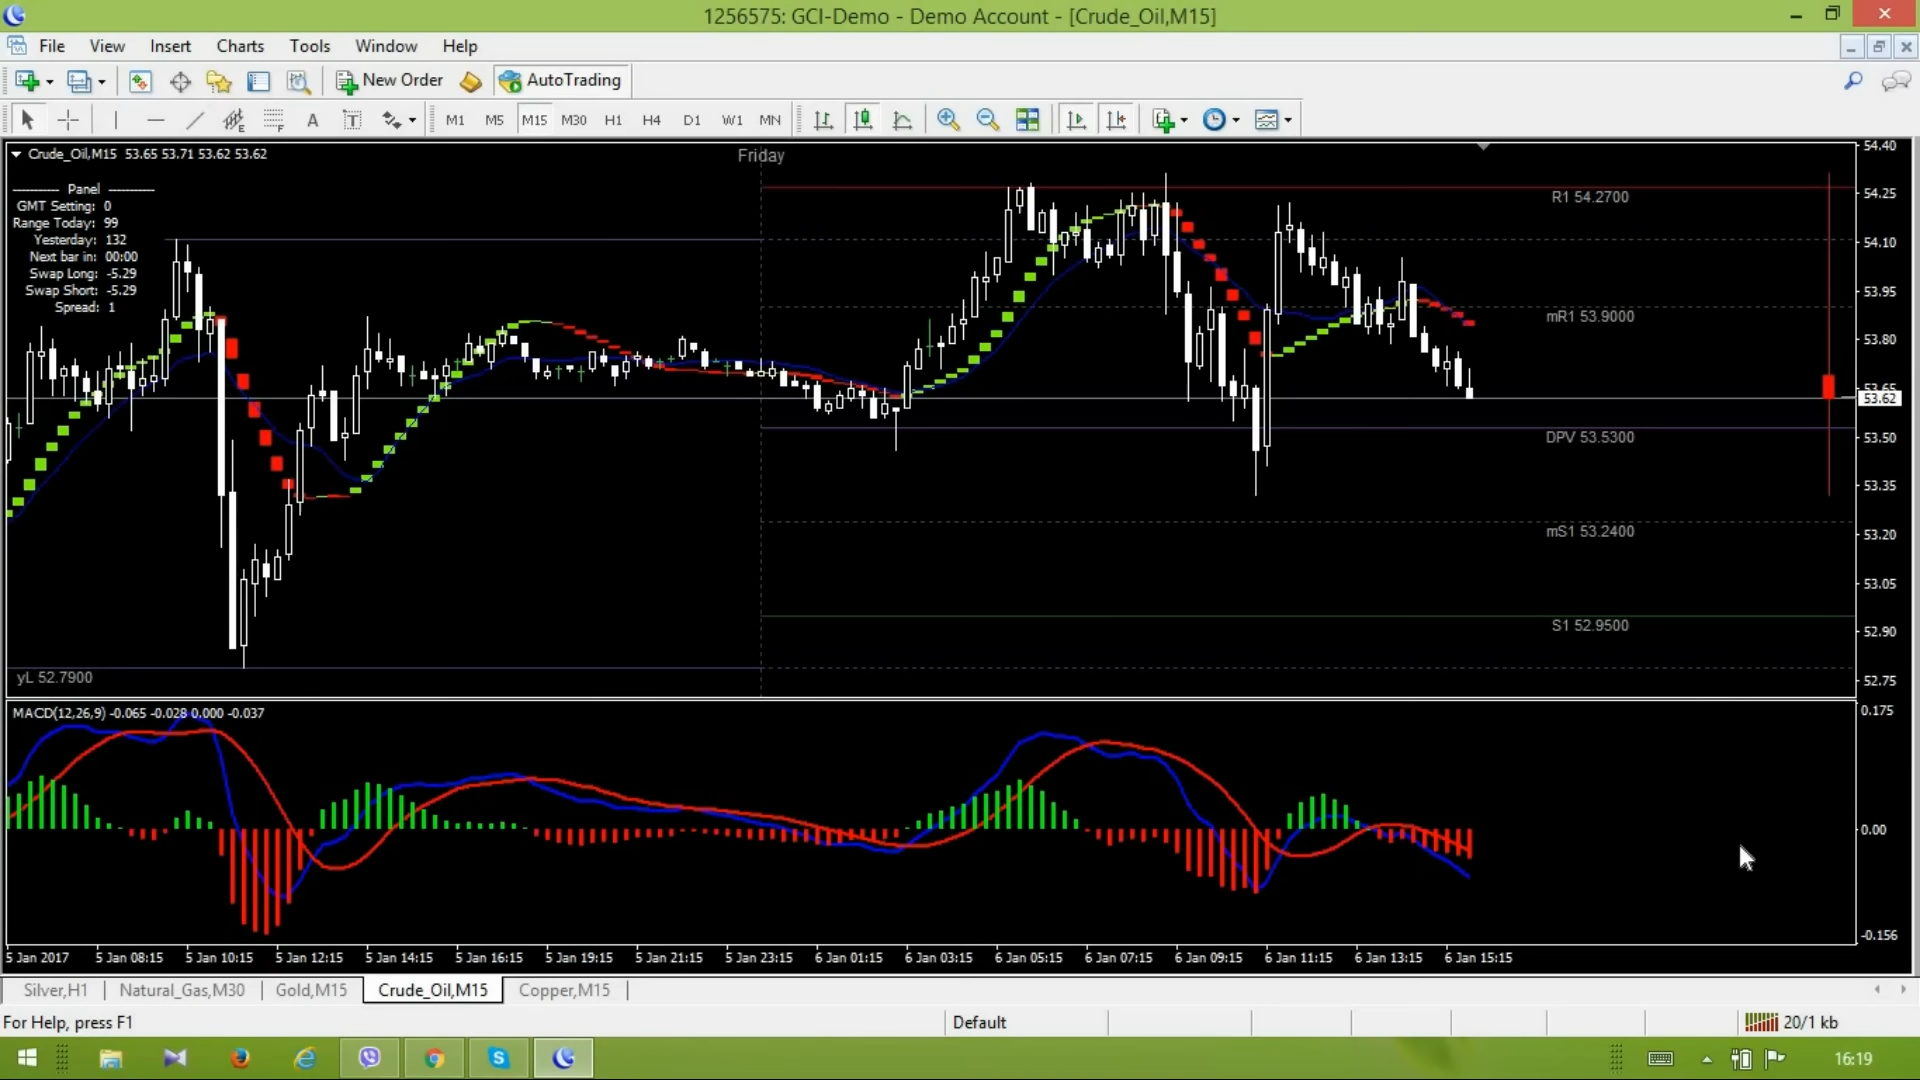 1256575: GCI-Demo - Demo Account - [Crude_Oil,M15]
File View Insert Charts Tools Window Help
New Order AutoTrading
M1 M5 M15 M30 H1 H4 D1 W1 MN
Crude_Oil,M15 53.65 53.71 53.62 53.62
Friday
----------- Panel -----------
GMT Setting: 0
Range Today: 99
Yesterday: 132
Next bar in: 00:00
Swap Long: -5.29
Swap Short: -5.29
Spread: 1
R1 54.2700
mR1 53.9000
DPV 53.5300
mS1 53.2400
S1 52.9500
yL 52.7900
54.40
54.25
54.10
53.95
53.80
53.65
53.62
53.50
53.35
53.20
53.05
52.90
52.75
MACD(12,26,9) -0.065 -0.028 0.000 -0.037
0.175
0.00
-0.156
5 Jan 2017 5 Jan 08:15 5 Jan 10:15 5 Jan 12:15 5 Jan 14:15 5 Jan 16:15 5 Jan 19:15 5 Jan 21:15 5 Jan 23:15 6 Jan 01:15 6 Jan 03:15 6 Jan 05:15 6 Jan 07:15 6 Jan 09:15 6 Jan 11:15 6 Jan 13:15 6 Jan 15:15
Silver,H1 Natural_Gas,M30 Gold,M15 Crude_Oil,M15 Copper,M15
For Help, press F1 Default 20/1 kb
16:19